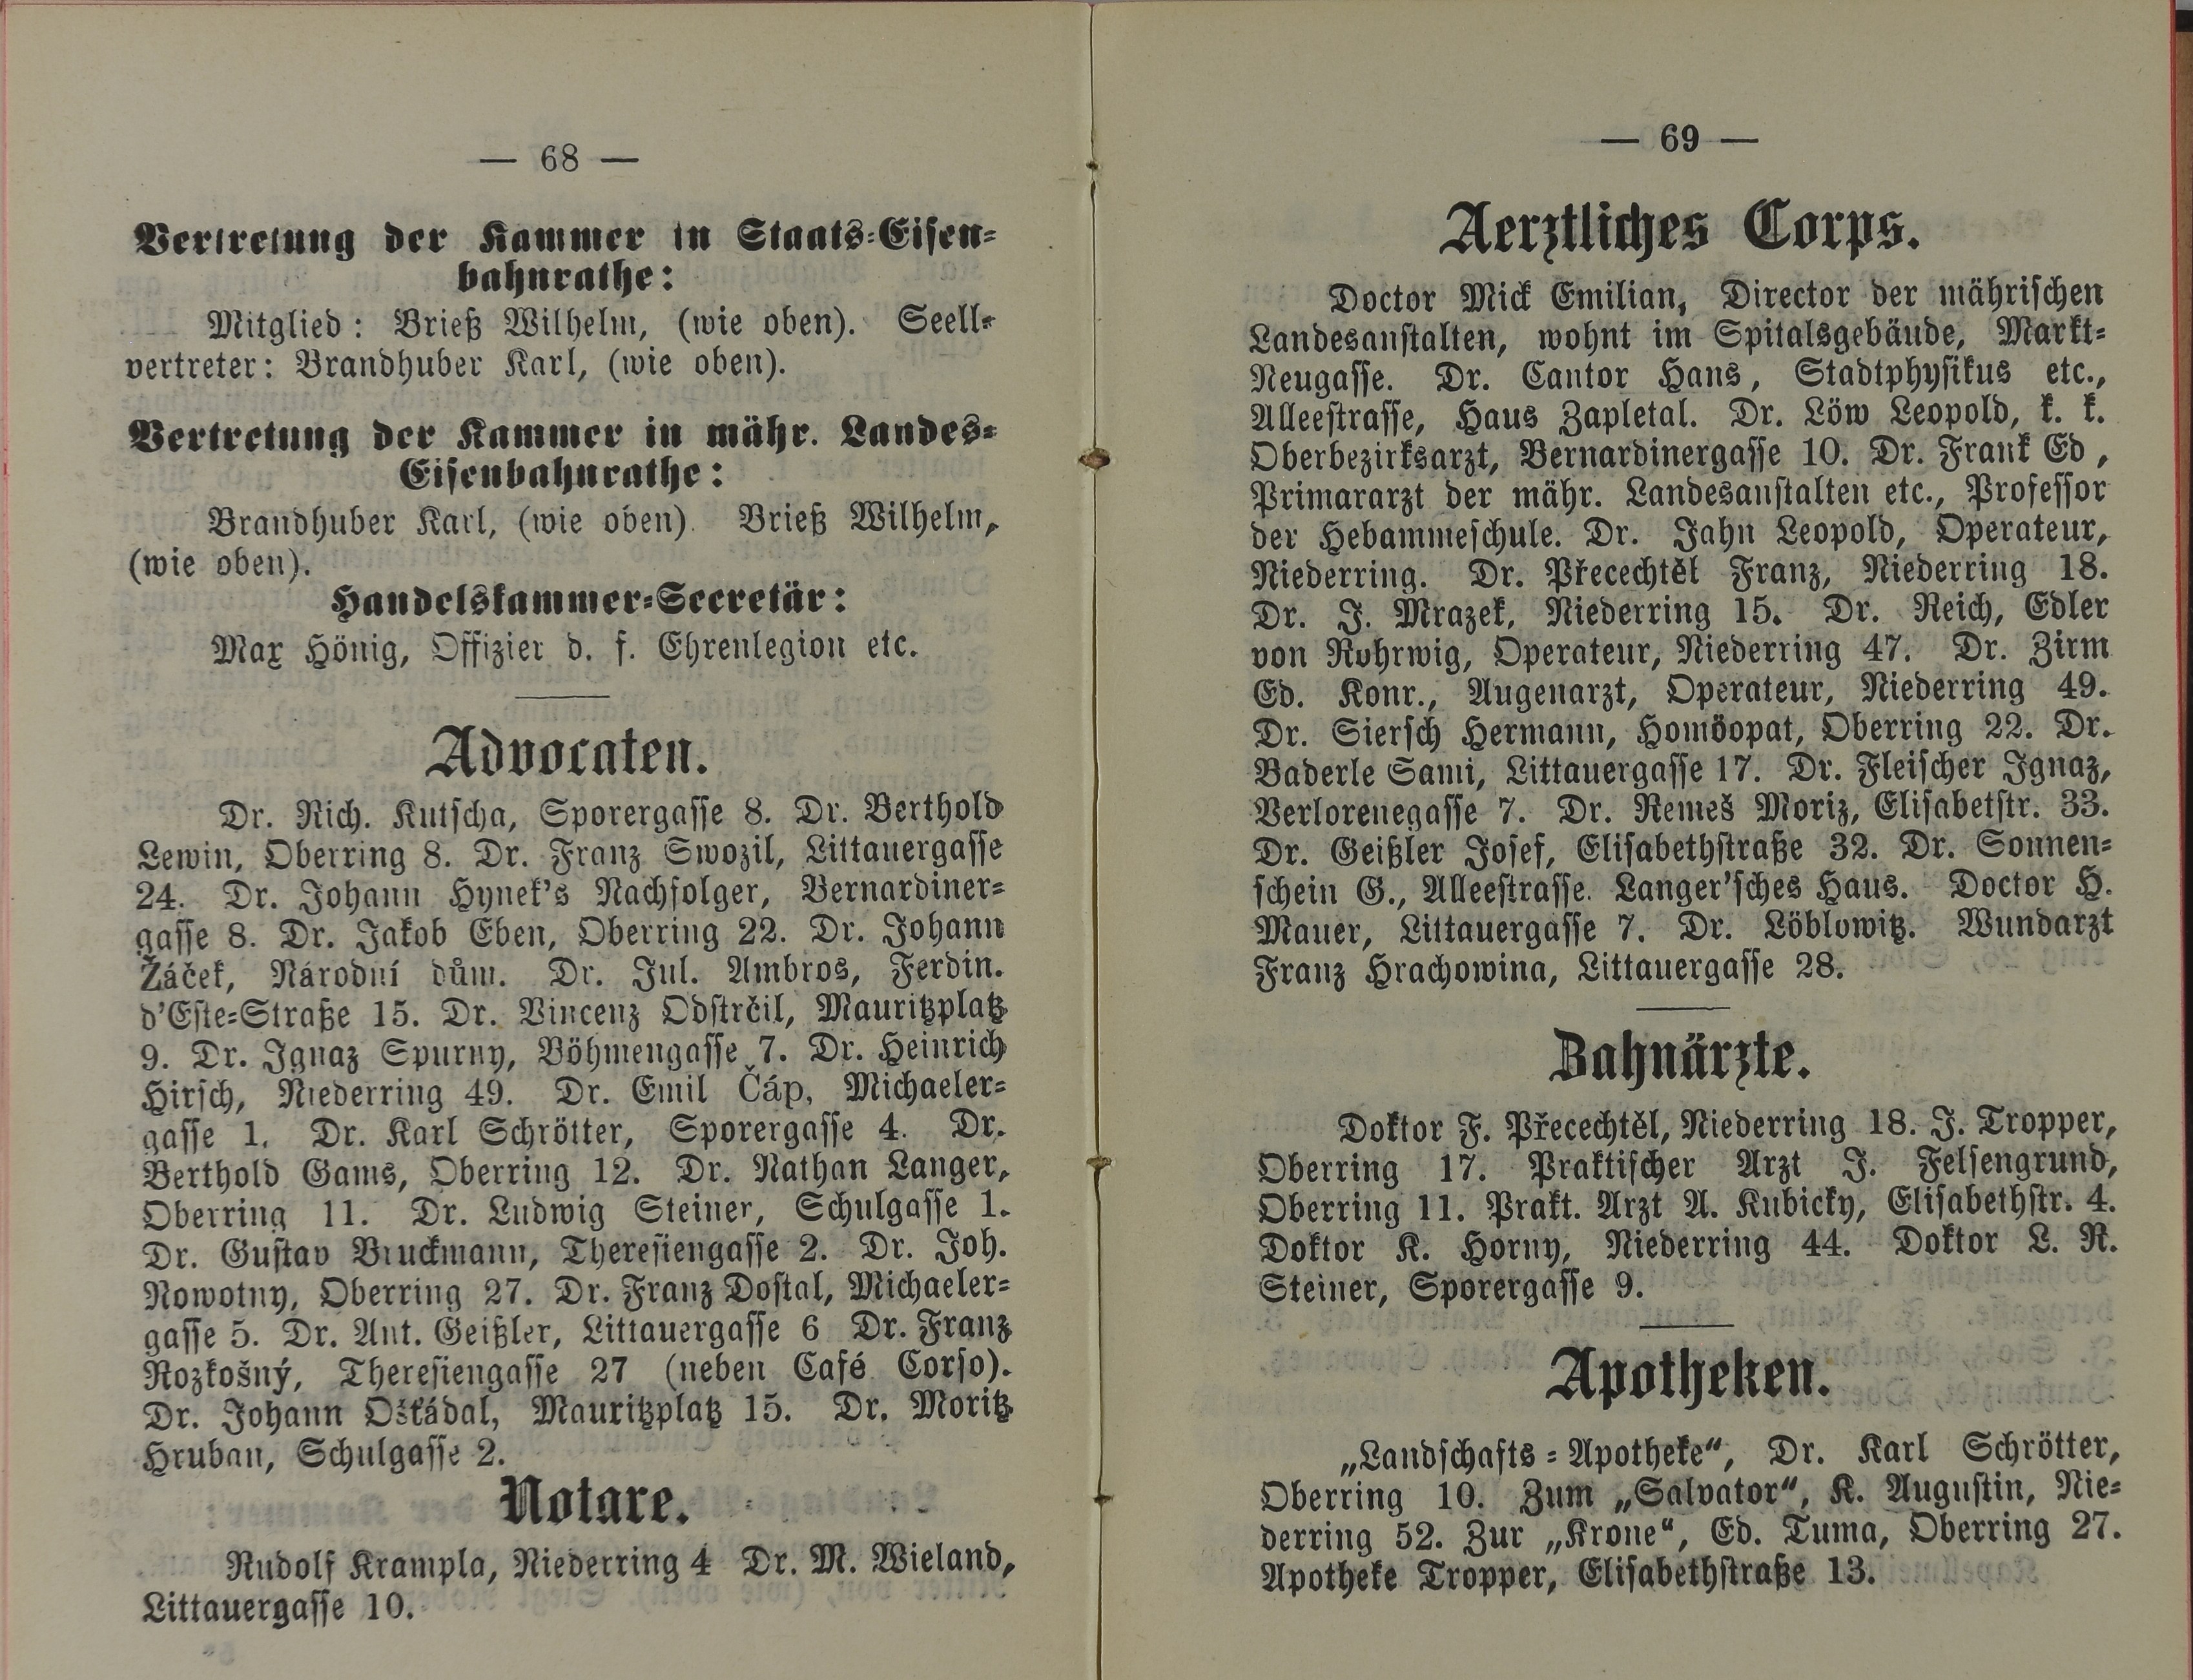 — 68 —
Vertretung der Kammer in Staats-Eisen-
bahnrathe:
Mitglied: Brieß Wilhelm, (wie oben). Seell-
vertreter: Brandhuber Karl, (wie oben).
Vertretung der Kammer in mähr. Landes-
Eisenbahnrathe:
Brandhuber Karl, (wie oben). Brieß Wilhelm,
(wie oben).
Handelskammer-Secretär:
Max Hönig, Offizier d. f. Ehrenlegion etc.
Advocaten.
Dr. Rich. Kutscha, Sporergasse 8. Dr. Berthold
Lewin, Oberring 8. Dr. Franz Swozil, Littauergasse
24. Dr. Johann Hynek's Nachfolger, Bernardiner-
gasse 8. Dr. Jakob Eben, Oberring 22. Dr. Johann
Žáček, Národní dům. Dr. Jul. Ambros, Ferdin.
d'Este-Straße 15. Dr. Vincenz Odstrčil, Mauritzplatz
9. Dr. Ignaz Spurny, Böhmengasse 7. Dr. Heinrich
Hirsch, Niederring 49. Dr. Emil Čáp, Michaeler-
gasse 1. Dr. Karl Schrötter, Sporergasse 4. Dr.
Berthold Gams, Oberring 12. Dr. Nathan Langer,
Oberring 11. Dr. Ludwig Steiner, Schulgasse 1.
Dr. Gustav Bruckmann, Theresiengasse 2. Dr. Joh.
Nowotny, Oberring 27. Dr. Franz Dostal, Michaeler-
gasse 5. Dr. Ant. Geißler, Littauergasse 6 Dr. Franz
Rozkošný, Theresiengasse 27 (neben Café Corso).
Dr. Johann Ošťádal, Mauritzplatz 15. Dr. Moritz
Hruban, Schulgasse 2.
Notare.
Rudolf Krampla, Niederring 4 Dr. M. Wieland,
Littauergasse 10.
— 69 —
Aerztliches Corps.
Doctor Mick Emilian, Director der mährischen
Landesanstalten, wohnt im Spitalsgebäude, Markt-
Neugasse. Dr. Cantor Hans, Stadtphysikus etc.,
Alleestrasse, Haus Zapletal. Dr. Löw Leopold, k. k.
Oberbezirksarzt, Bernardinergasse 10. Dr. Frank Ed,
Primararzt der mähr. Landesanstalten etc., Professor
der Hebammeschule. Dr. Jahn Leopold, Operateur,
Niederring. Dr. Přecechtěl Franz, Niederring 18.
Dr. J. Mrazek, Niederring 15. Dr. Reich, Edler
von Rohrwig, Operateur, Niederring 47. Dr. Zirm
Ed. Konr., Augenarzt, Operateur, Niederring 49.
Dr. Siersch Hermann, Homöopat, Oberring 22. Dr.
Baderle Sami, Littauergasse 17. Dr. Fleischer Ignaz,
Verlorenegasse 7. Dr. Remeš Moriz, Elisabetstr. 33.
Dr. Geißler Josef, Elisabethstraße 32. Dr. Sonnen-
schein G., Alleestrasse. Langer'sches Haus. Doctor H.
Mauer, Littauergasse 7. Dr. Löblowitz. Wundarzt
Franz Hrachowina, Littauergasse 28.
Zahnärzte.
Doktor F. Přecechtěl, Niederring 18. J. Tropper,
Oberring 17. Praktischer Arzt J. Felsengrund,
Oberring 11. Prakt. Arzt A. Kubicky, Elisabethstr. 4.
Doktor K. Horny, Niederring 44. Doktor L. R.
Steiner, Sporergasse 9.
Apotheken.
„Landschafts-Apotheke“, Dr. Karl Schrötter,
Oberring 10. Zum „Salvator“, K. Augustin, Nie-
derring 52. Zur „Krone“, Ed. Tuma, Oberring 27.
Apotheke Tropper, Elisabethstraße 13.